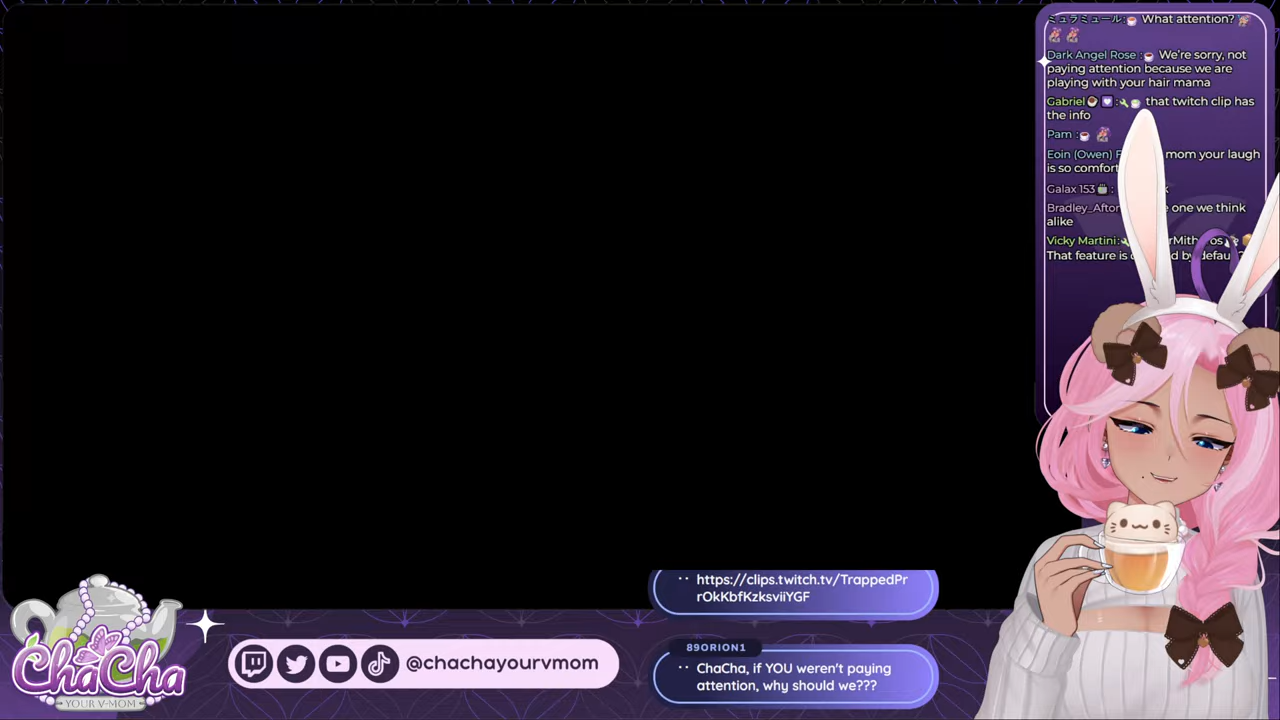 ミュラミュール: What attention?
Dark Angel Rose : We're sorry, not
paying attention because we are
playing with your hair mama
Gabriel : that twitch clip has
the info
Pam :
Eoin (Owen) mom your laugh
is so
Galax 153 :
one we think
alike
Vicky Martini:
That feature is by
https://clips.twitch.tv/TrappedPr
rOkKbfKzksviiYGF
89ORION1
ChaCha, if YOU weren't paying
attention, why should we???
@chachayourvmom
ChaCha
YOUR V-MOM